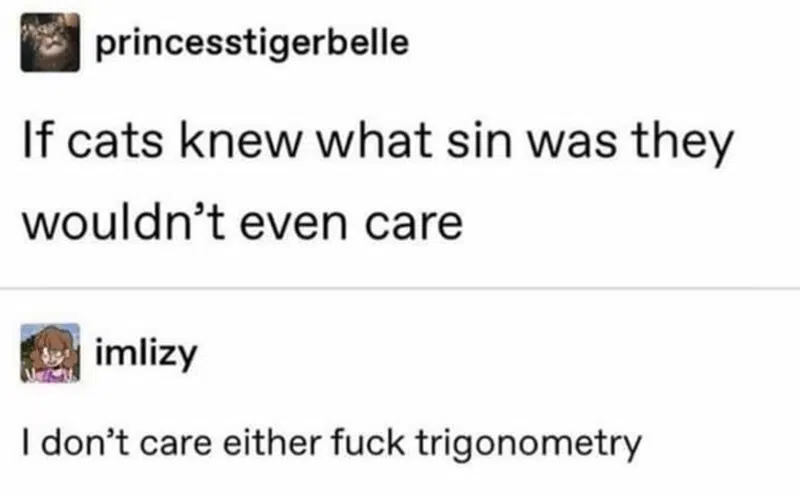 princesstigerbelle
If cats knew what sin was they
wouldn’t even care
imlizy
I don’t care either fuck trigonometry